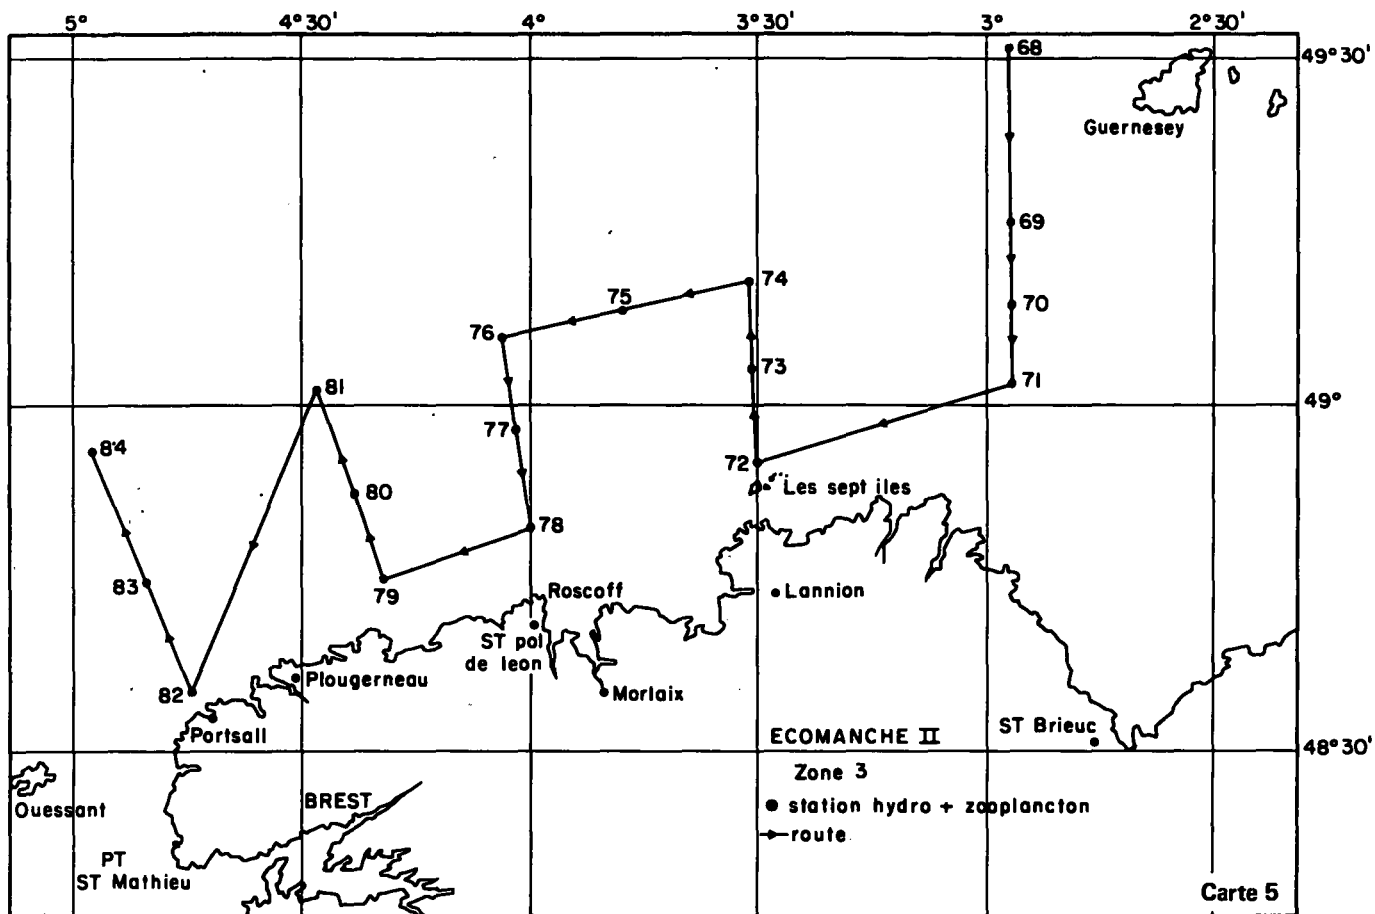 5°
4°30'
4°
3°30'
3°
2°30'
68
49°30'
Guernesey
69
74
75
70
76
73
81
71
49°
77
84
72
Les sept iles
80
78
83
79
Roscoff
Lannion
ST pol
de leon
Plougerneau
82
Morlaix
Portsall
ST Brieuc
ECOMANCHE II
48°30'
Zone 3
Ouessant
BREST
station hydro + zooplancton
route
PT
ST Mathieu
Carte 5